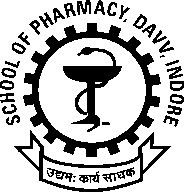 SCHOOL OF PHARMACY, DAVV, INDORE
उद्यमः कार्य साधक